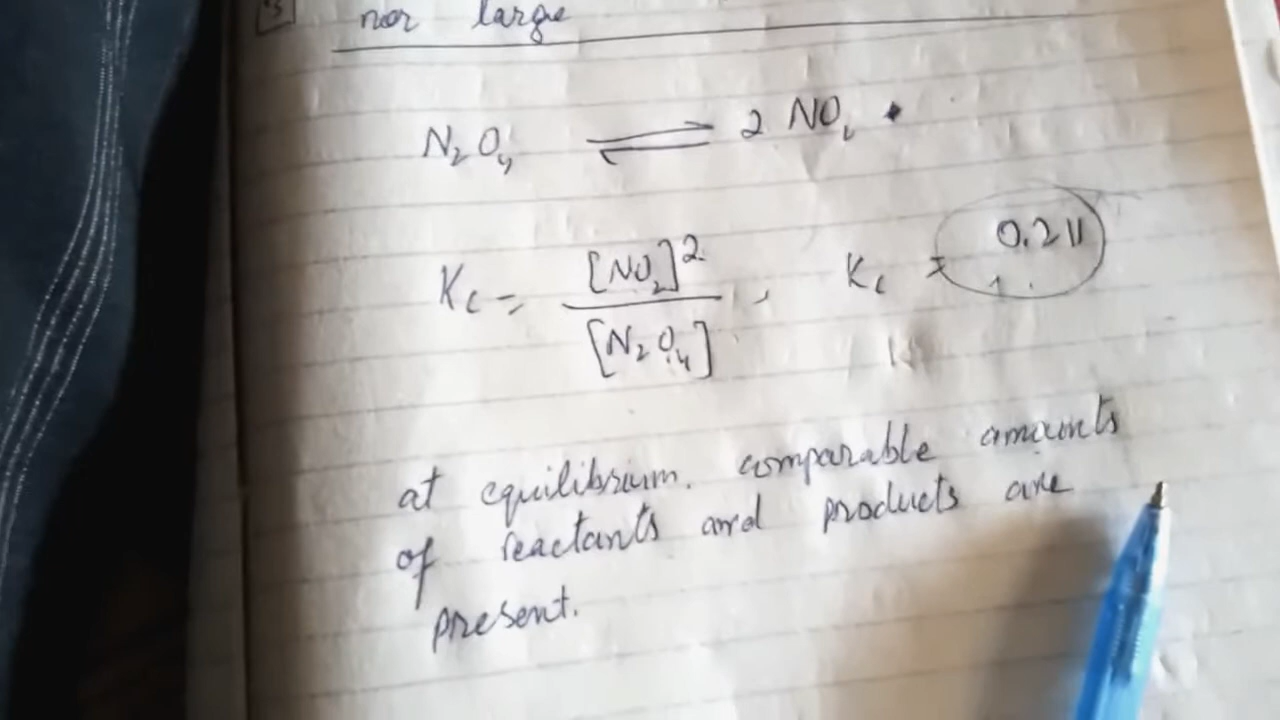 nor large
N₂O₄ ⇌ 2 NO₂
Kc = [NO₂]² / [N₂O₄] , Kc = 0.211
at equilibrium. comparable amounts
of reactants and products are
present.